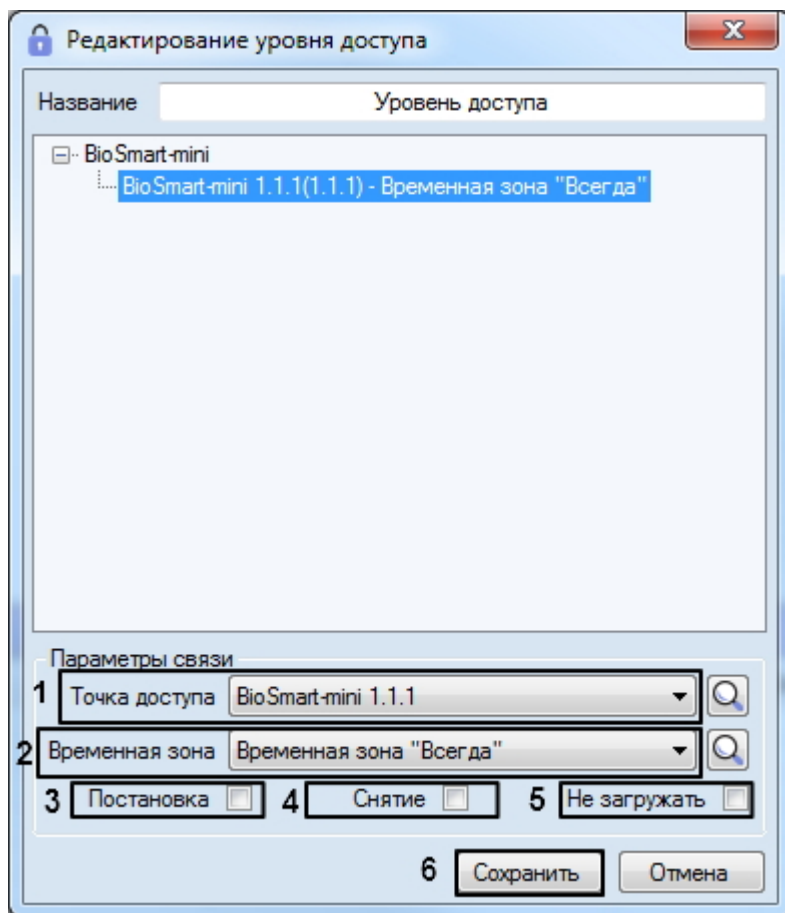 Редактирование уровня доступа
Название Уровень доступа
BioSmart-mini
BioSmart-mini 1.1.1(1.1.1) - Временная зона "Всегда"
Параметры связи
1 Точка доступа BioSmart-mini 1.1.1
2 Временная зона Временная зона "Всегда"
3 Постановка 4 Снятие 5 Не загружать
6 Сохранить Отмена